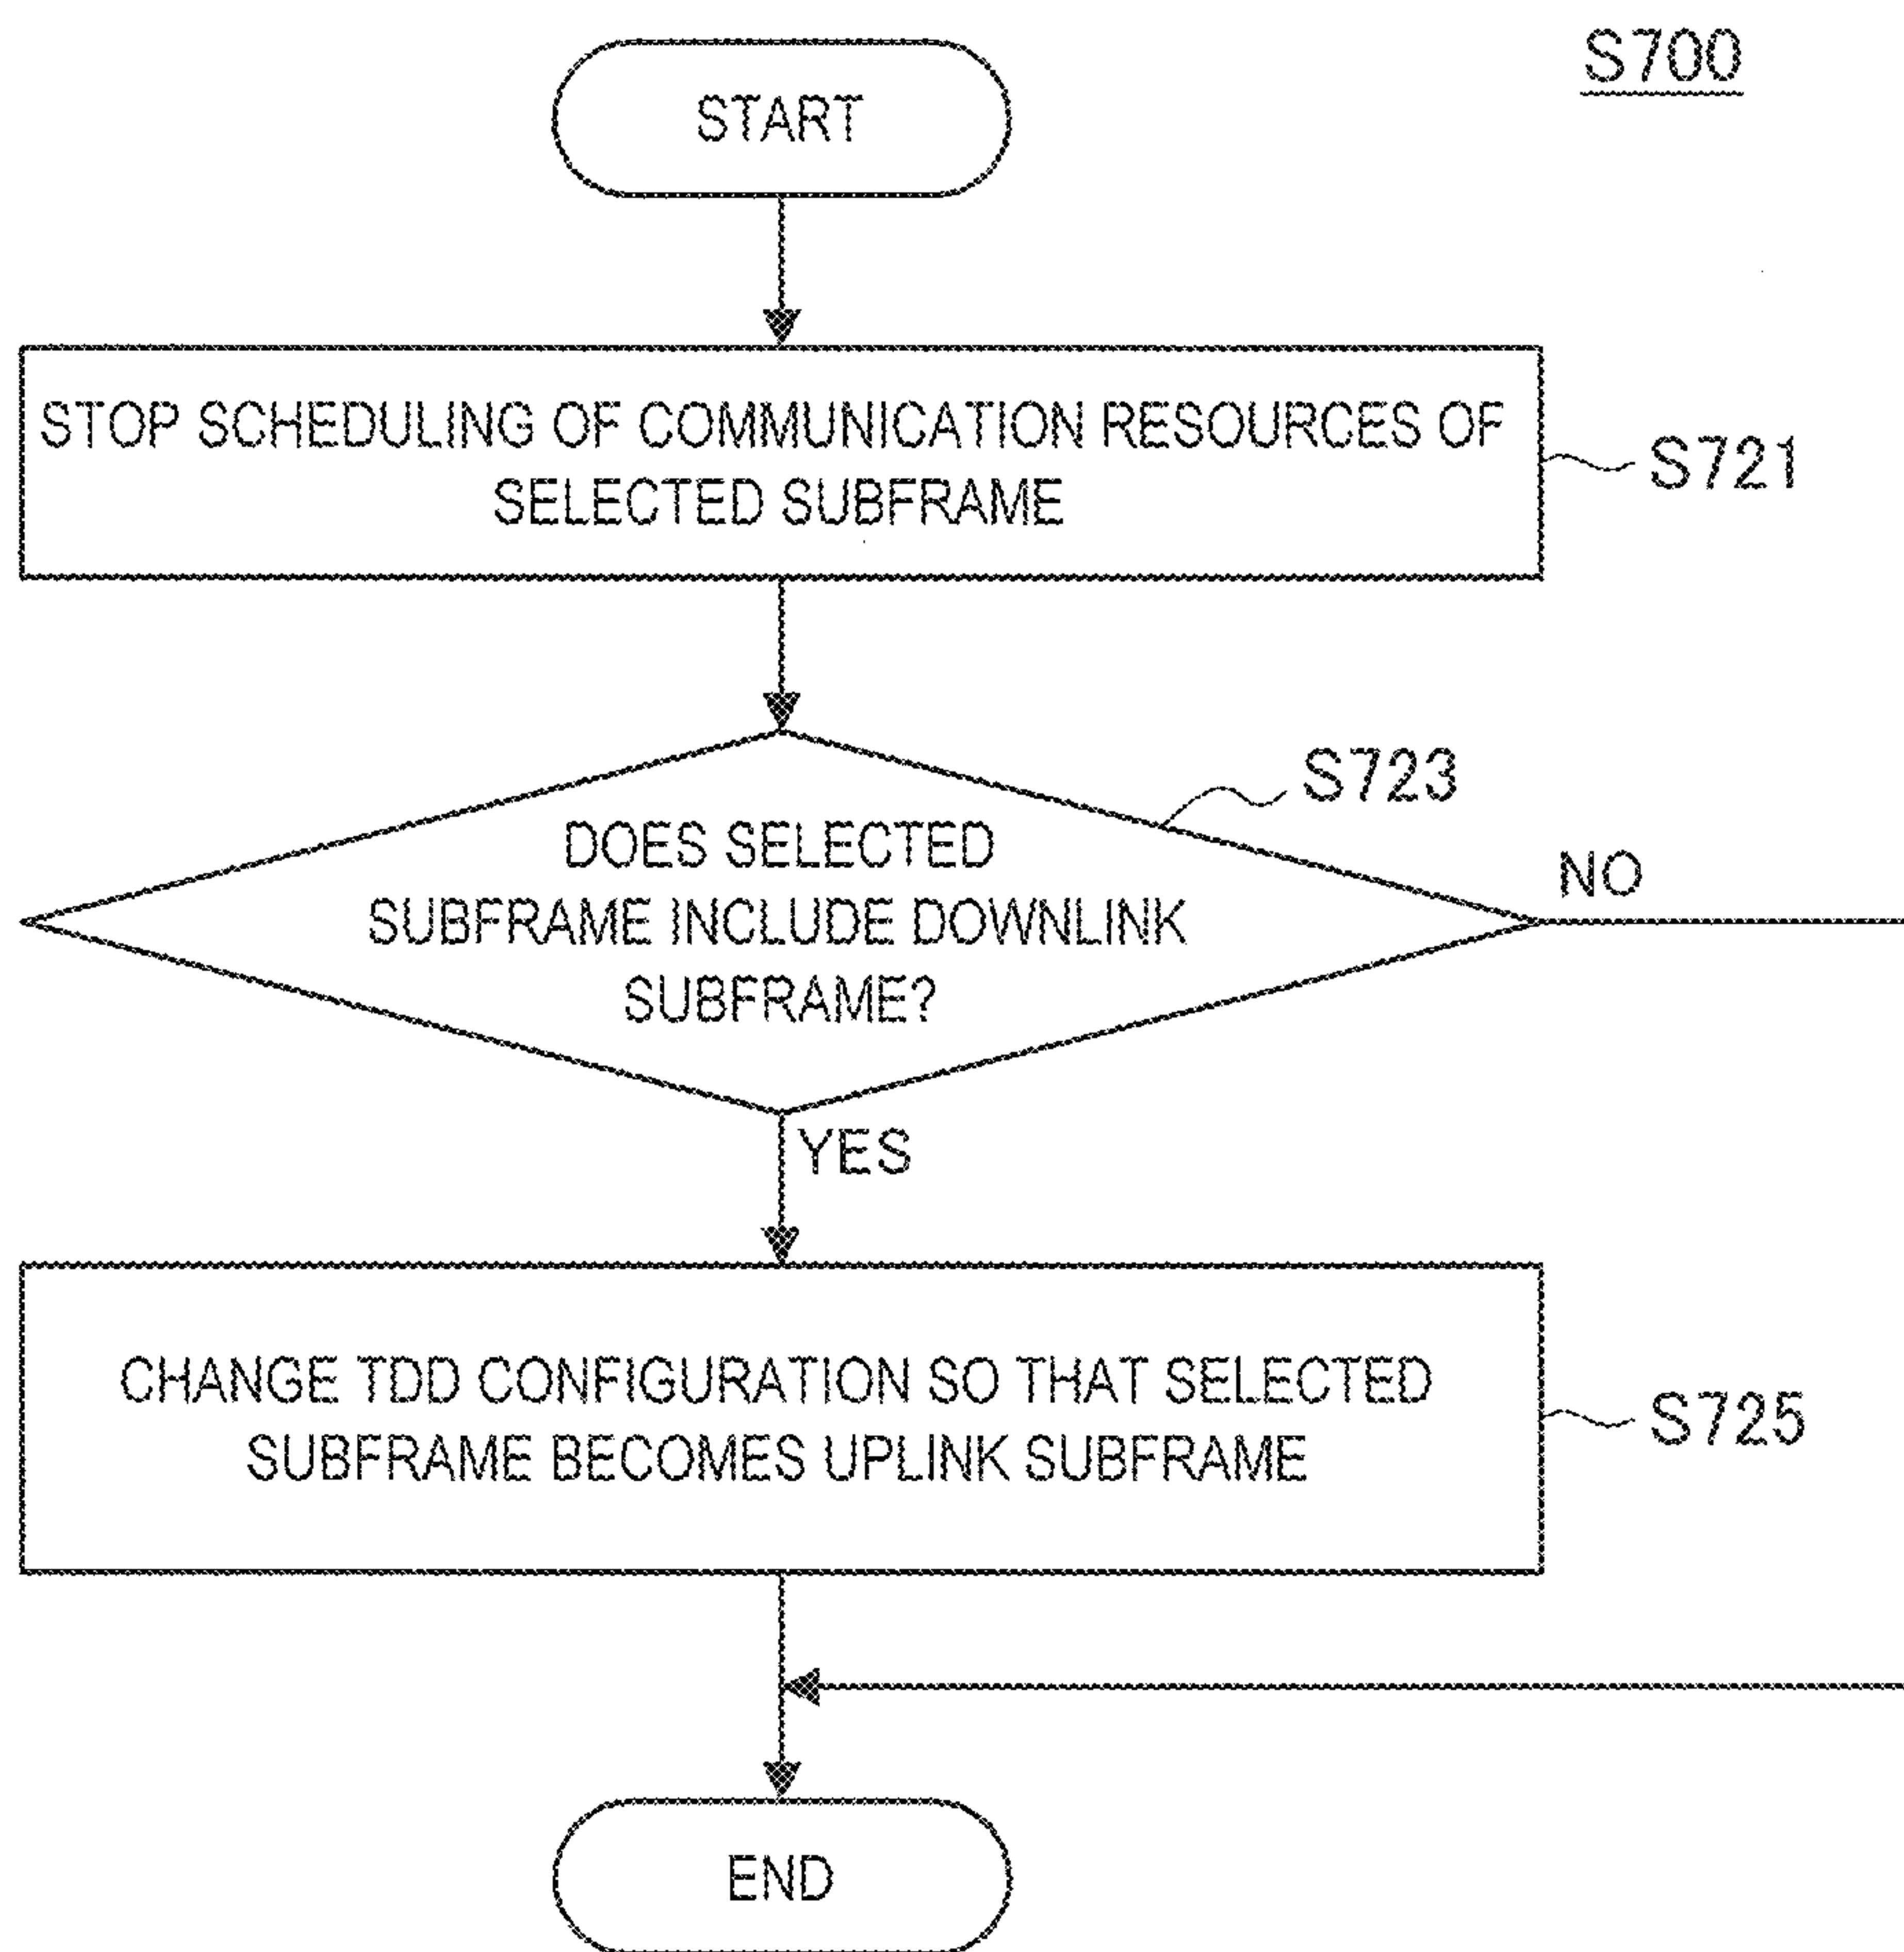 S700
START
STOP SCHEDULING OF COMMUNICATION RESOURCES OF
SELECTED SUBFRAME
S721
S723
DOES SELECTED
SUBFRAME INCLUDE DOWNLINK
SUBFRAME?
NO
YES
CHANGE TDD CONFIGURATION SO THAT SELECTED
SUBFRAME BECOMES UPLINK SUBFRAME
S725
END